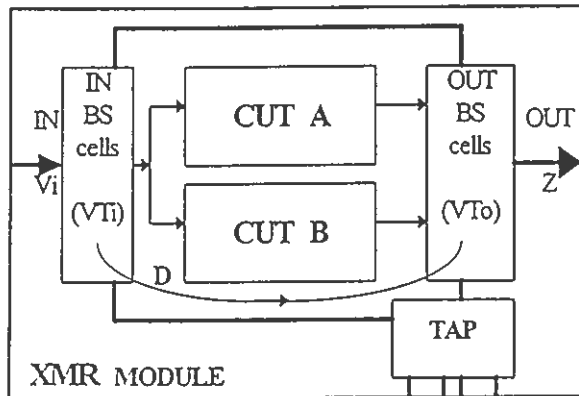 IN
BS
cells
(VTi)
IN
Vi
CUT A
CUT B
D
OUT
BS
cells
(VTo)
OUT
Z
TAP
XMR MODULE